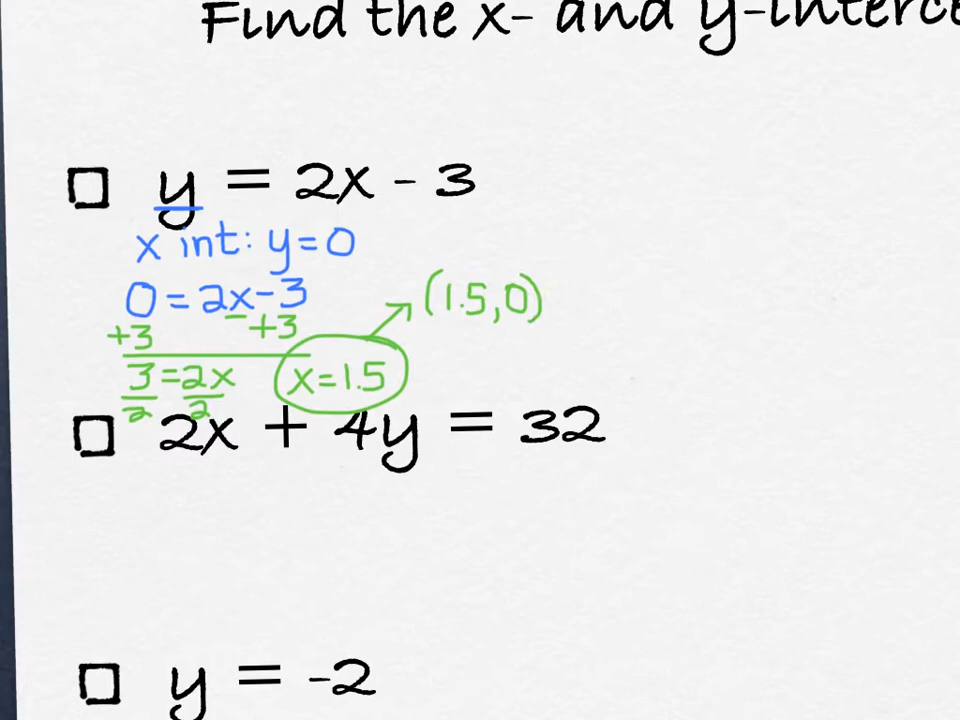 Find the x- and y-interce
y = 2x - 3
x int: y=0
0 = 2x-3
+3 +3
(1.5,0)
3=2x x=1.5
2 2
2x + 4y = 32
y = -2